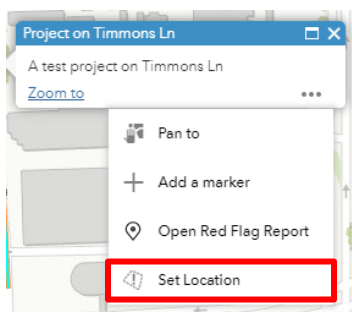 Project on Timmons Ln
A test project on Timmons Ln
Zoom to
Pan to
Add a marker
Open Red Flag Report
Set Location